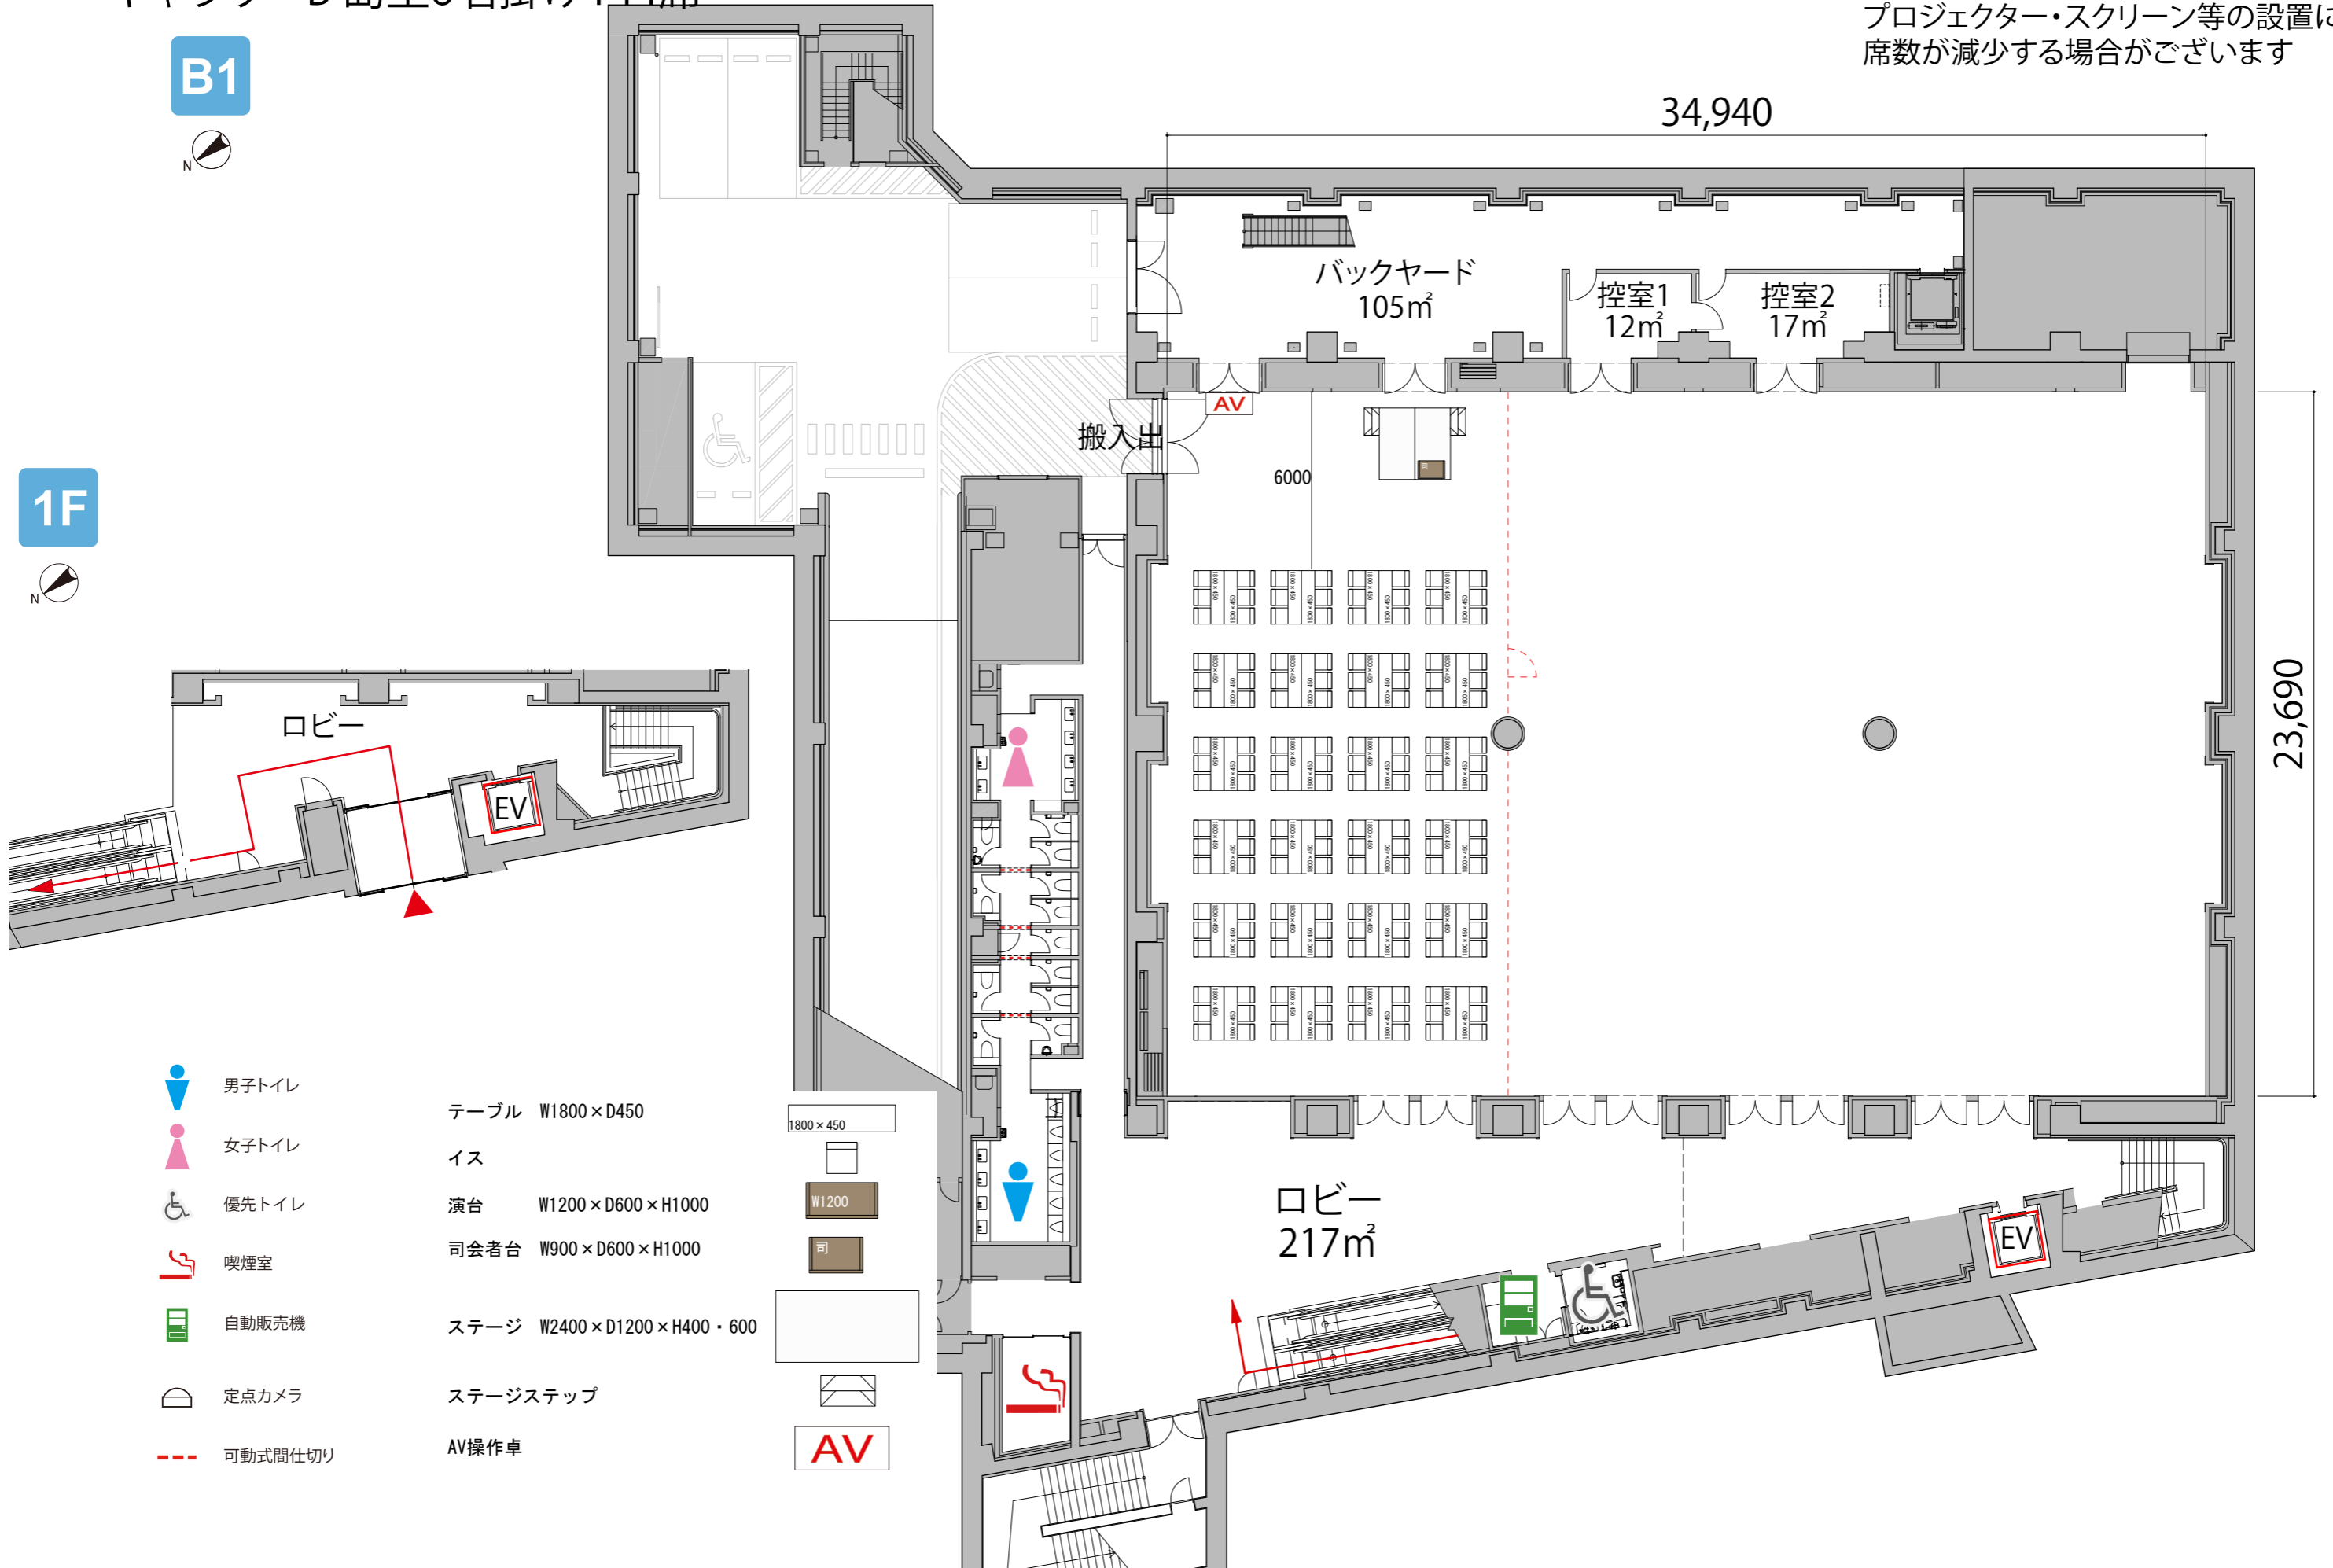 プロジェクター・スクリーン等の設置に
席数が減少する場合がございます
B1
N
34,940
バックヤード
105㎡
控室1
12㎡
控室2
17㎡
搬入出
AV
司
6000
1F
N
23,690
ロビー
EV
1800×450
ロビー
217㎡
EV
男子トイレ
女子トイレ
優先トイレ
喫煙室
自動販売機
定点カメラ
可動式間仕切り
テーブル W1800×D450
1800×450
イス
演台 W1200×D600×H1000
W1200
司会者台 W900×D600×H1000
司
ステージ W2400×D1200×H400・600
ステージステップ
AV操作卓
AV